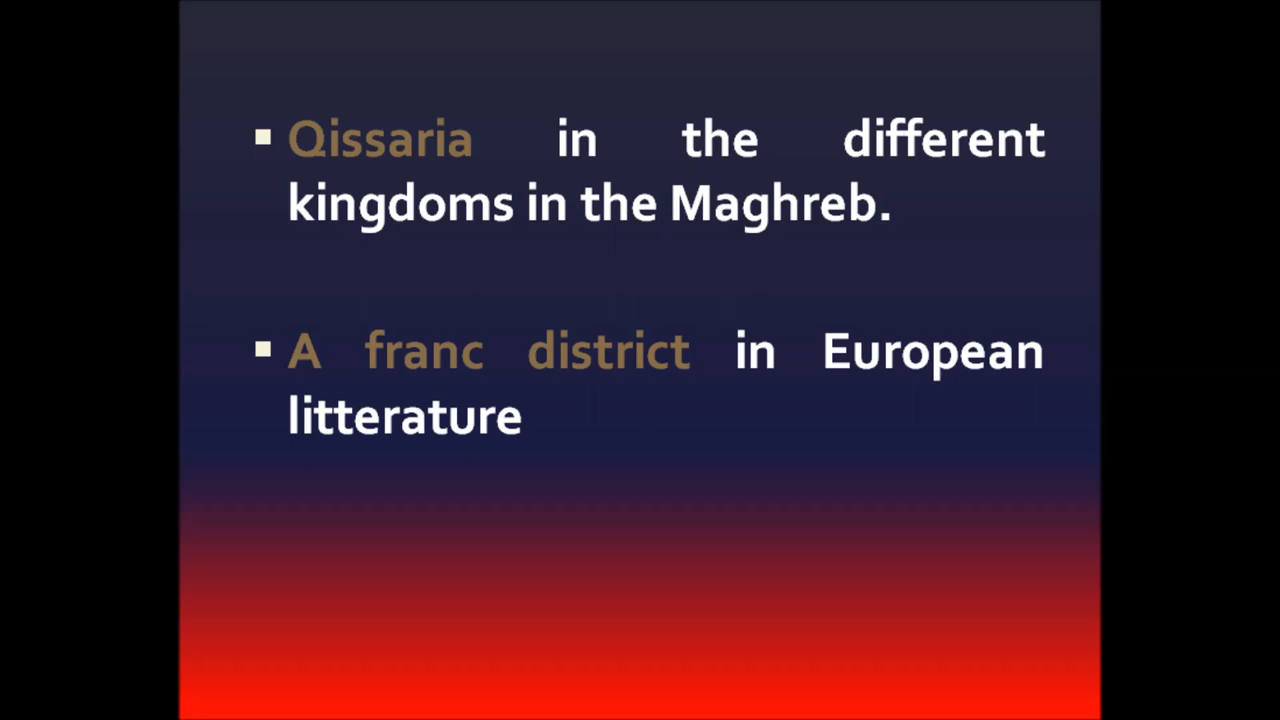 Qissaria in the different
kingdoms in the Maghreb.
A franc district in European
litterature